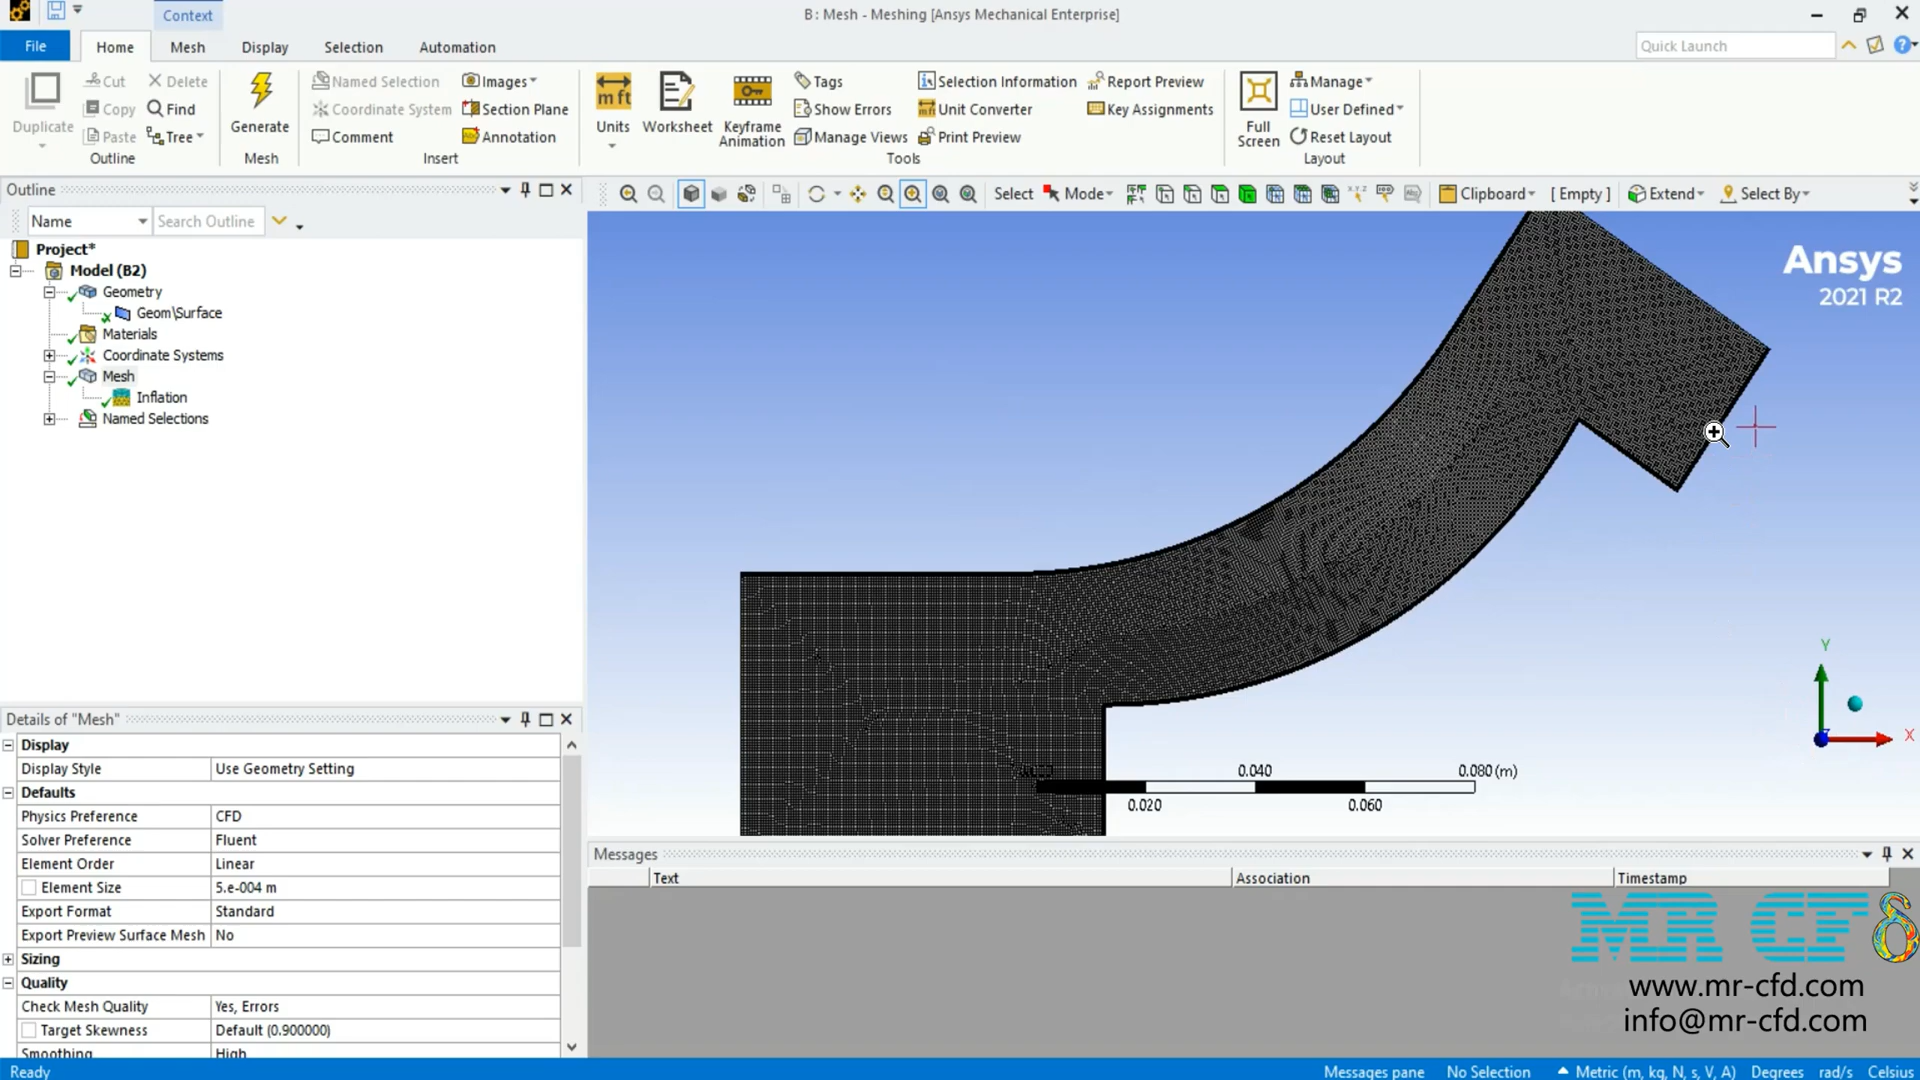 Context
B : Mesh - Meshing [Ansys Mechanical Enterprise]
File
Home
Mesh
Display
Selection
Automation
Quick Launch
Duplicate
Cut
Copy
Paste
Delete
Find
Tree
Outline
Generate
Mesh
Named Selection
Coordinate System
Comment
Images
Section Plane
Annotation
Insert
m ft
Units
Worksheet
Keyframe
Animation
Tags
Show Errors
Manage Views
Selection Information
Unit Converter
Print Preview
Report Preview
Key Assignments
Tools
Full
Screen
Manage
User Defined
Reset Layout
Layout
Outline
Name
Search Outline
Project*
Model (B2)
Geometry
Geom\Surface
Materials
Coordinate Systems
Mesh
Inflation
Named Selections
Select
Mode
Clipboard
[ Empty ]
Extend
Select By
Ansys
2021 R2
Y
X
0.040
0.080 (m)
0.020
0.060
Details of "Mesh"
Display
Display Style Use Geometry Setting
Defaults
Physics Preference CFD
Solver Preference Fluent
Element Order Linear
Element Size 5.e-004 m
Export Format Standard
Export Preview Surface Mesh No
Sizing
Quality
Check Mesh Quality Yes, Errors
Target Skewness Default (0.900000)
Smoothing High
Messages
Text Association Timestamp
MR CFD
www.mr-cfd.com
info@mr-cfd.com
Ready
Messages pane No Selection Metric (m, kg, N, s, V, A) Degrees rad/s Celsius